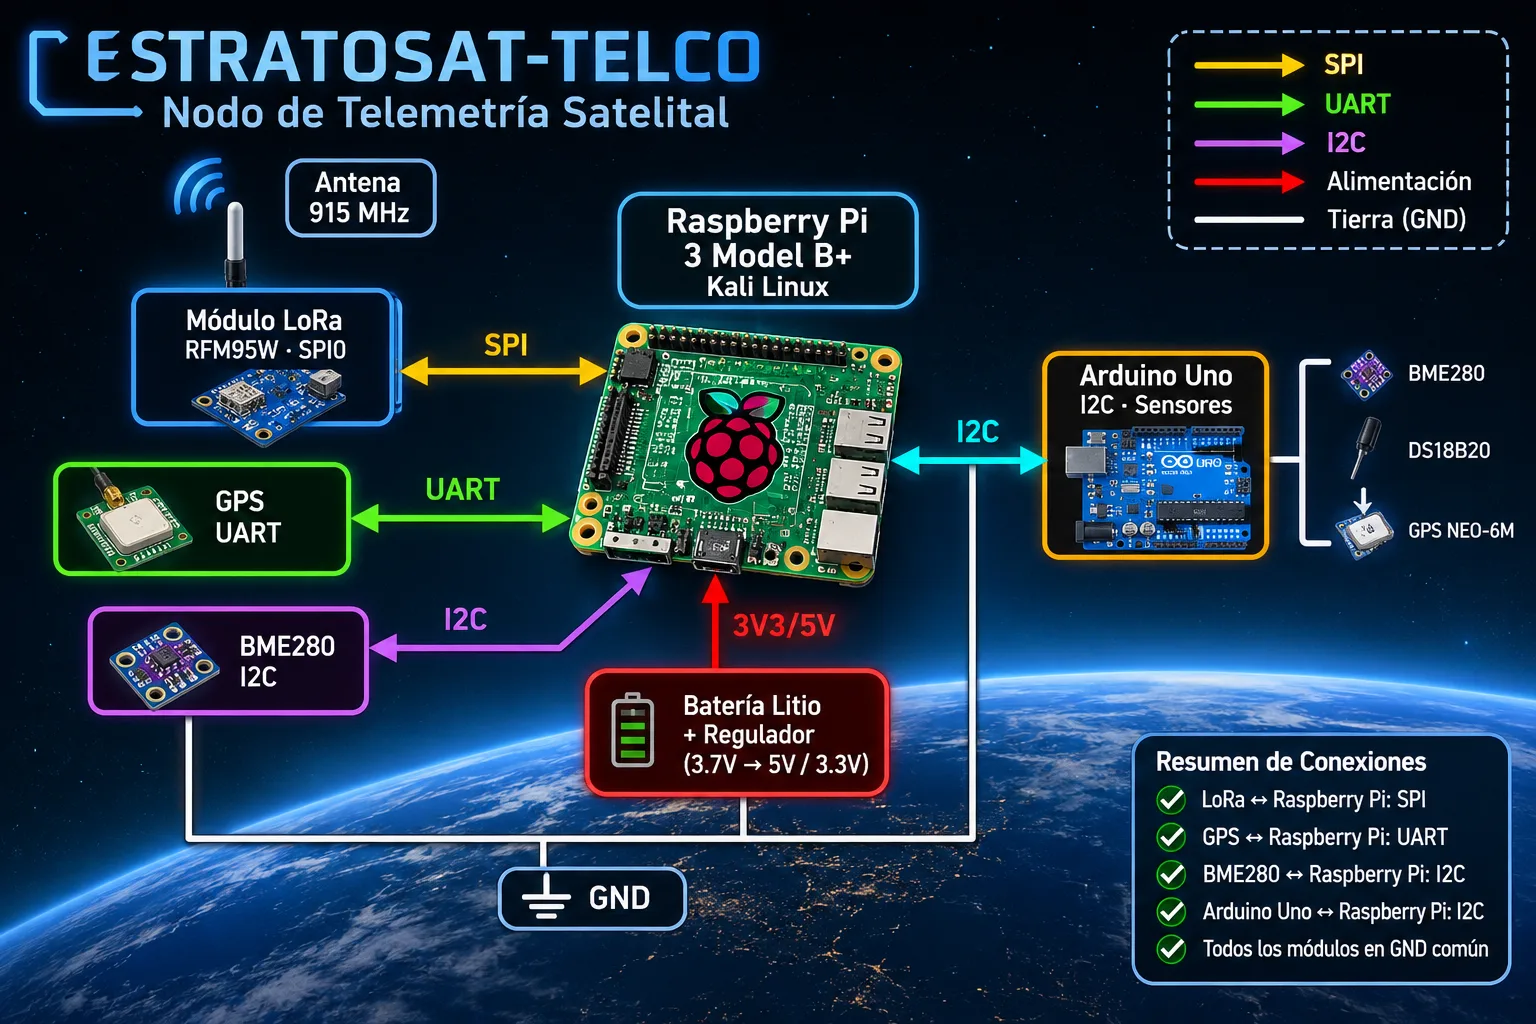 ESTRATOSAT-TELCO
Nodo de Telemetría Satelital
SPI
UART
I2C
Alimentación
Tierra (GND)
Antena
915 MHz
Raspberry Pi
3 Model B+
Kali Linux
Módulo LoRa
RFM95W · SPI0
SPI
GPS
UART
UART
BME280
I2C
I2C
3V3/5V
Batería Litio
+ Regulador
(3.7V → 5V / 3.3V)
GND
I2C
Arduino Uno
I2C · Sensores
UNO
BME280
DS18B20
GPS NEO-6M
Resumen de Conexiones
LoRa ↔ Raspberry Pi: SPI
GPS ↔ Raspberry Pi: UART
BME280 ↔ Raspberry Pi: I2C
Arduino Uno ↔ Raspberry Pi: I2C
Todos los módulos en GND común